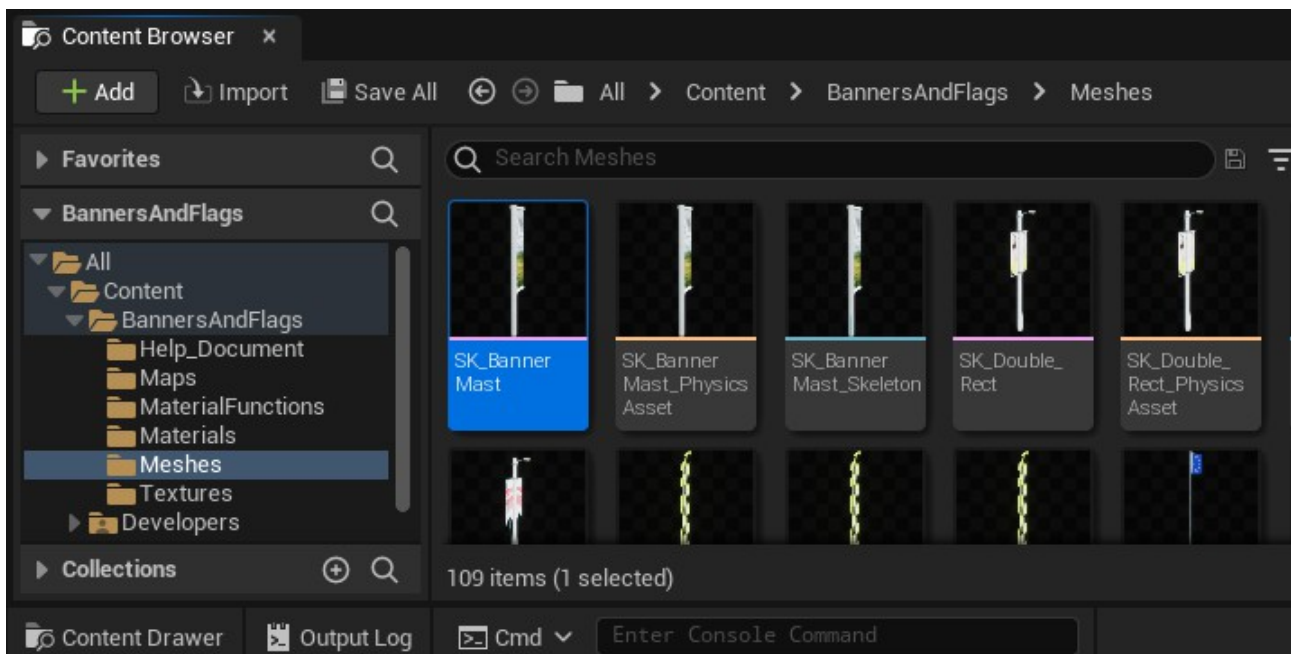 Content Browser
Add
Import
Save All
All > Content > BannersAndFlags > Meshes
Favorites
Search Meshes
BannersAndFlags
All
Content
BannersAndFlags
Help_Document
Maps
MaterialFunctions
Materials
Meshes
Textures
Developers
Collections
SK_Banner
Mast
SK_Banner
Mast_Physics
Asset
SK_Banner
Mast_Skeleton
SK_Double_
Rect
SK_Double_
Rect_Physics
Asset
109 items (1 selected)
Content Drawer
Output Log
Cmd
Enter Console Command